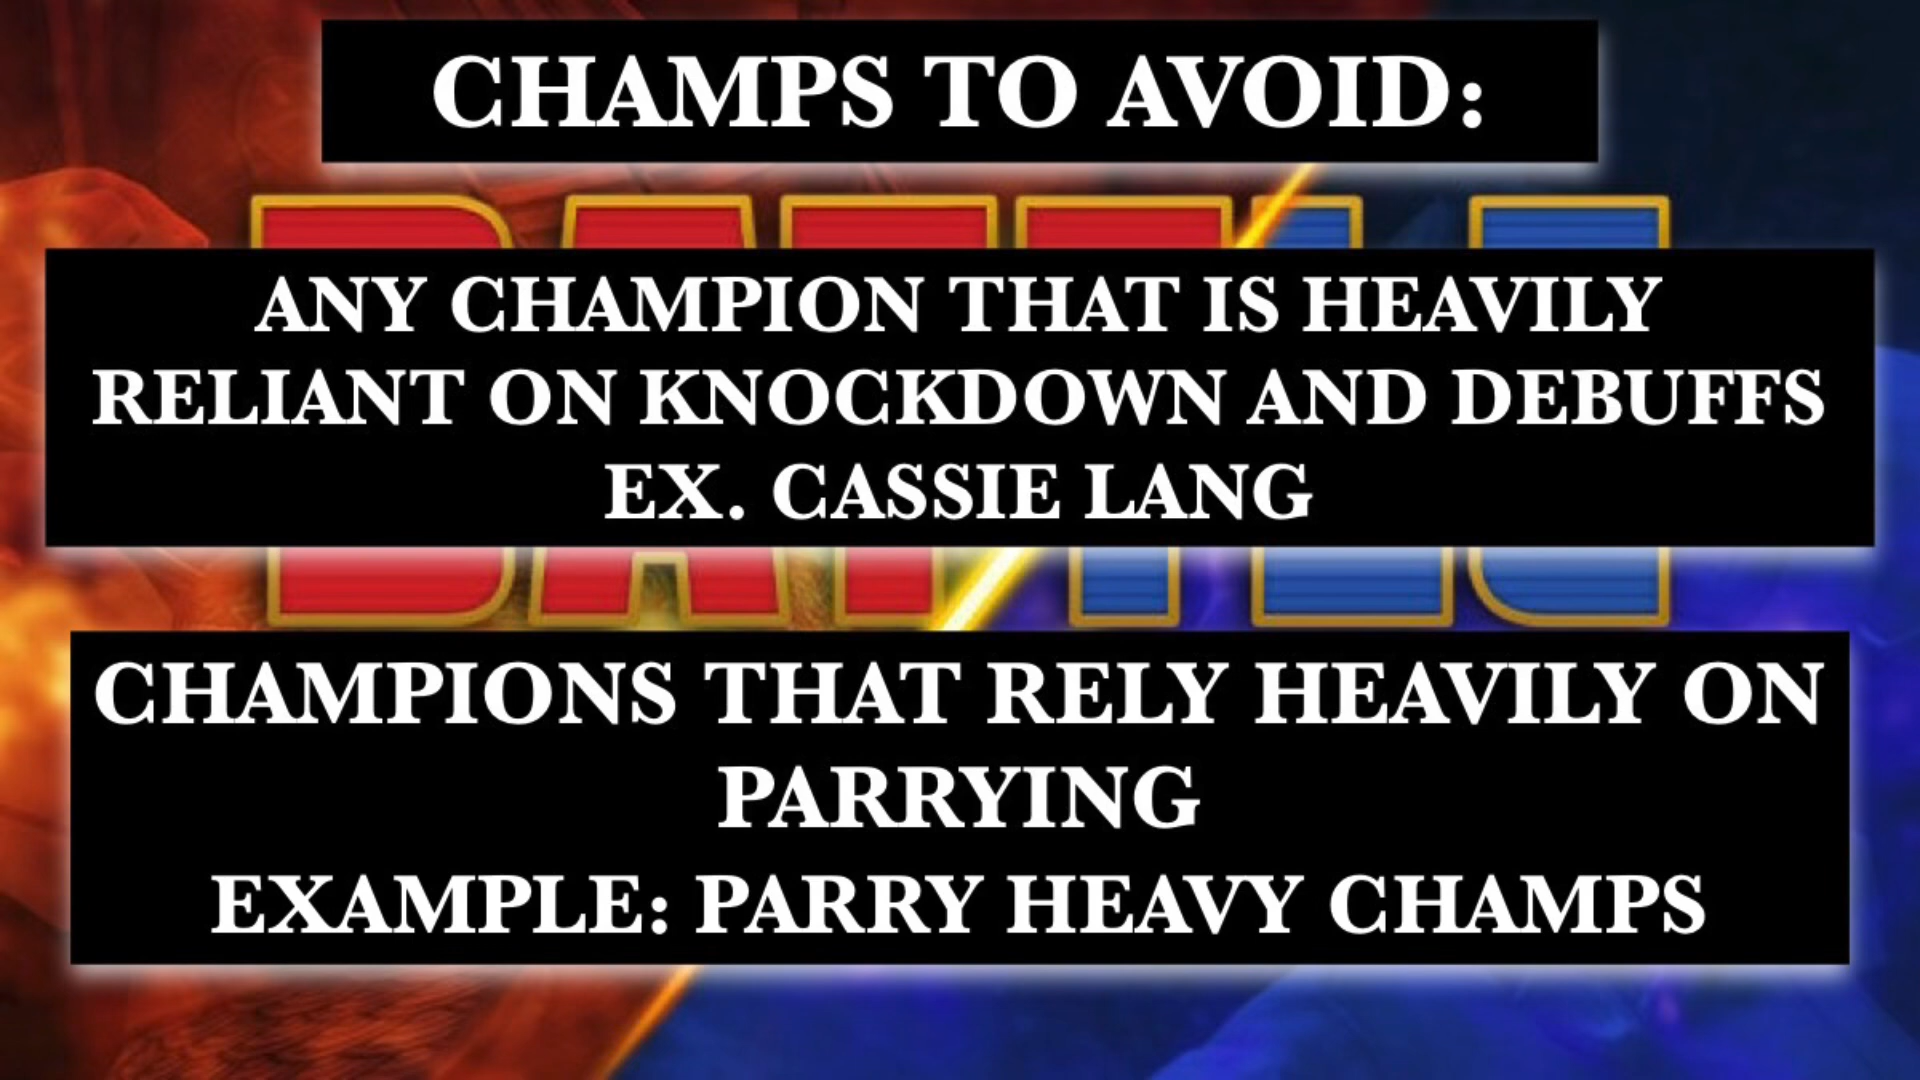 CHAMPS TO AVOID:
ANY CHAMPION THAT IS HEAVILY
RELIANT ON KNOCKDOWN AND DEBUFFS
EX. CASSIE LANG
CHAMPIONS THAT RELY HEAVILY ON
PARRYING
EXAMPLE: PARRY HEAVY CHAMPS